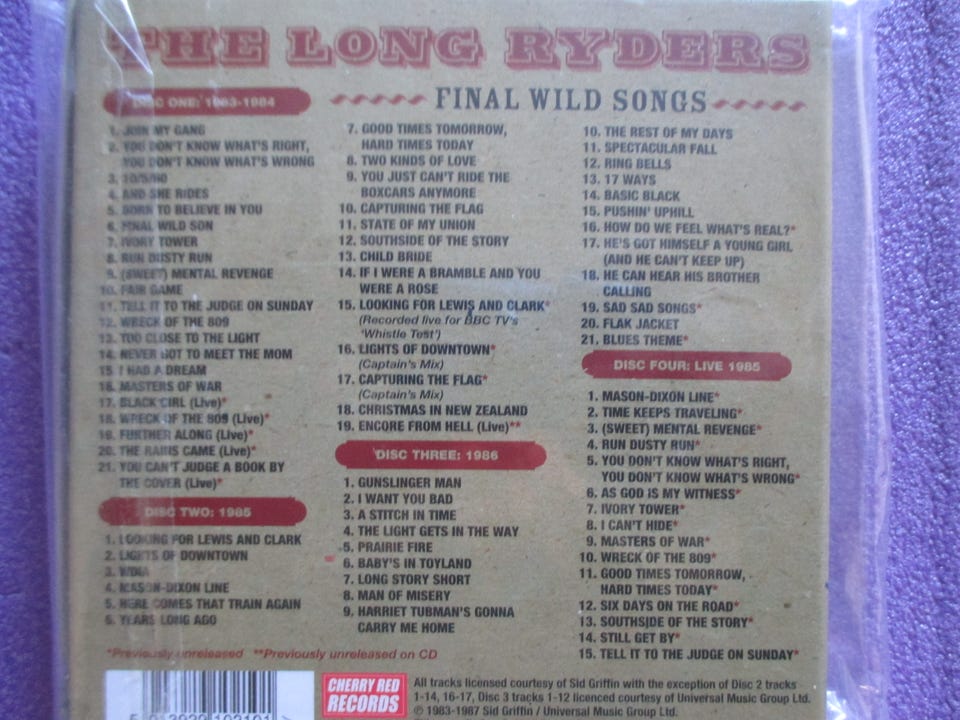 THE LONG RYDERS
FINAL WILD SONGS
DISC ONE: 1983-1984
1. JOIN MY GANG
2. YOU DON'T KNOW WHAT'S RIGHT,
YOU DON'T KNOW WHAT'S WRONG
3. 10/5/60
4. AND SHE RIDES
5. BORN TO BELIEVE IN YOU
6. FINAL WILD SON
7. IVORY TOWER
8. RUN DUSTY RUN
9. (SWEET) MENTAL REVENGE
10. FAIR GAME
11. TELL IT TO THE JUDGE ON SUNDAY
12. WRECK OF THE 809
13. TOO CLOSE TO THE LIGHT
14. NEVER GOT TO MEET THE MOM
15. I HAD A DREAM
16. MASTERS OF WAR
17. BLACK GIRL (Live)*
18. WRECK OF THE 809 (Live)*
19. FURTHER ALONG (Live)*
20. THE RAINS CAME (Live)*
21. YOU CAN'T JUDGE A BOOK BY
THE COVER (Live)*
DISC TWO: 1985
1. LOOKING FOR LEWIS AND CLARK
2. LIGHTS OF DOWNTOWN
3. WDIA
4. MASON-DIXON LINE
5. HERE COMES THAT TRAIN AGAIN
6. YEARS LONG AGO
7. GOOD TIMES TOMORROW,
HARD TIMES TODAY
8. TWO KINDS OF LOVE
9. YOU JUST CAN'T RIDE THE
BOXCARS ANYMORE
10. CAPTURING THE FLAG
11. STATE OF MY UNION
12. SOUTHSIDE OF THE STORY
13. CHILD BRIDE
14. IF I WERE A BRAMBLE AND YOU
WERE A ROSE
15. LOOKING FOR LEWIS AND CLARK*
(Recorded live for BBC TV's
'Whistle Test')
16. LIGHTS OF DOWNTOWN*
(Captain's Mix)
17. CAPTURING THE FLAG*
(Captain's Mix)
18. CHRISTMAS IN NEW ZEALAND
19. ENCORE FROM HELL (Live)**
DISC THREE: 1986
1. GUNSLINGER MAN
2. I WANT YOU BAD
3. A STITCH IN TIME
4. THE LIGHT GETS IN THE WAY
5. PRAIRIE FIRE
6. BABY'S IN TOYLAND
7. LONG STORY SHORT
8. MAN OF MISERY
9. HARRIET TUBMAN'S GONNA
CARRY ME HOME
10. THE REST OF MY DAYS
11. SPECTACULAR FALL
12. RING BELLS
13. 17 WAYS
14. BASIC BLACK
15. PUSHIN' UPHILL
16. HOW DO WE FEEL WHAT'S REAL?*
17. HE'S GOT HIMSELF A YOUNG GIRL
(AND HE CAN'T KEEP UP)
18. HE CAN HEAR HIS BROTHER
CALLING
19. SAD SAD SONGS*
20. FLAK JACKET
21. BLUES THEME*
DISC FOUR: LIVE 1985
1. MASON-DIXON LINE*
2. TIME KEEPS TRAVELING*
3. (SWEET) MENTAL REVENGE*
4. RUN DUSTY RUN*
5. YOU DON'T KNOW WHAT'S RIGHT,
YOU DON'T KNOW WHAT'S WRONG*
6. AS GOD IS MY WITNESS*
7. IVORY TOWER*
8. I CAN'T HIDE*
9. MASTERS OF WAR*
10. WRECK OF THE 809*
11. GOOD TIMES TOMORROW,
HARD TIMES TODAY*
12. SIX DAYS ON THE ROAD*
13. SOUTHSIDE OF THE STORY*
14. STILL GET BY*
15. TELL IT TO THE JUDGE ON SUNDAY*
*Previously unreleased **Previously unreleased on CD
CHERRY RED
RECORDS
All tracks licensed courtesy of Sid Griffin with the exception of Disc 2 tracks
1-14, 16-17, Disc 3 tracks 1-12 licenced courtesy of Universal Music Group Ltd.
℗ 1983-1987 Sid Griffin / Universal Music Group Ltd.